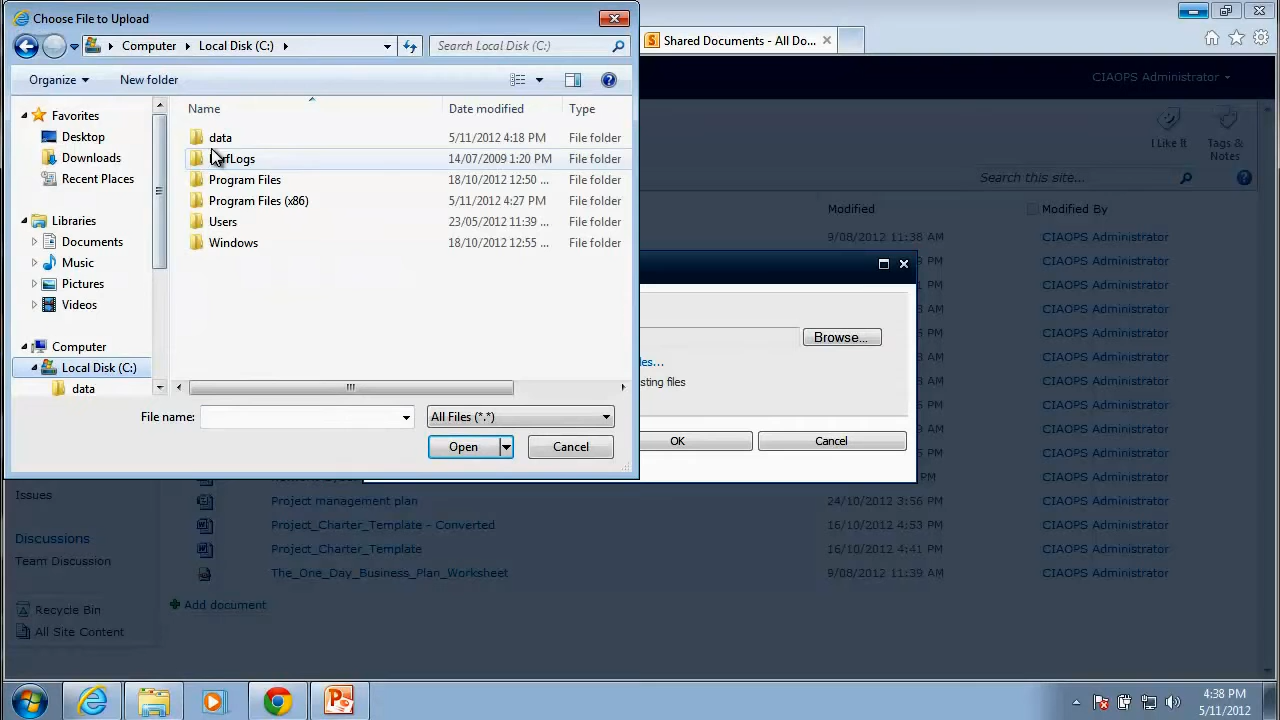 Choose File to Upload
Shared Documents - All Do...
Computer Local Disk (C:)
Search Local Disk (C:)
CIAOPS Administrator
Organize New folder
I Like It Tags & Notes
Search this site...
Name Date modified Type
Favorites
Desktop
Downloads
Recent Places
Libraries
Documents
Music
Pictures
Videos
Computer
Local Disk (C:)
data
data 5/11/2012 4:18 PM File folder
14/07/2009 1:20 PM File folder
Program Files 18/10/2012 12:50 ... File folder
Program Files (x86) 5/11/2012 4:27 PM File folder
Users 23/05/2012 11:39 ... File folder
Windows 18/10/2012 12:55 ... File folder
File name: All Files (*.*)
Open Cancel
Modified Modified By
9/08/2012 11:38 AM CIAOPS Administrator
CIAOPS Administrator
CIAOPS Administrator
CIAOPS Administrator
CIAOPS Administrator
CIAOPS Administrator
CIAOPS Administrator
CIAOPS Administrator
CIAOPS Administrator
CIAOPS Administrator
CIAOPS Administrator
Browse...
OK Cancel
Issues
Discussions
Team Discussion
Recycle Bin
All Site Content
Project management plan 24/10/2012 3:56 PM CIAOPS Administrator
Project_Charter_Template - Converted 16/10/2012 4:53 PM CIAOPS Administrator
Project_Charter_Template 16/10/2012 4:41 PM CIAOPS Administrator
The_One_Day_Business_Plan_Worksheet 9/08/2012 11:39 AM CIAOPS Administrator
Add document
4:38 PM
5/11/2012